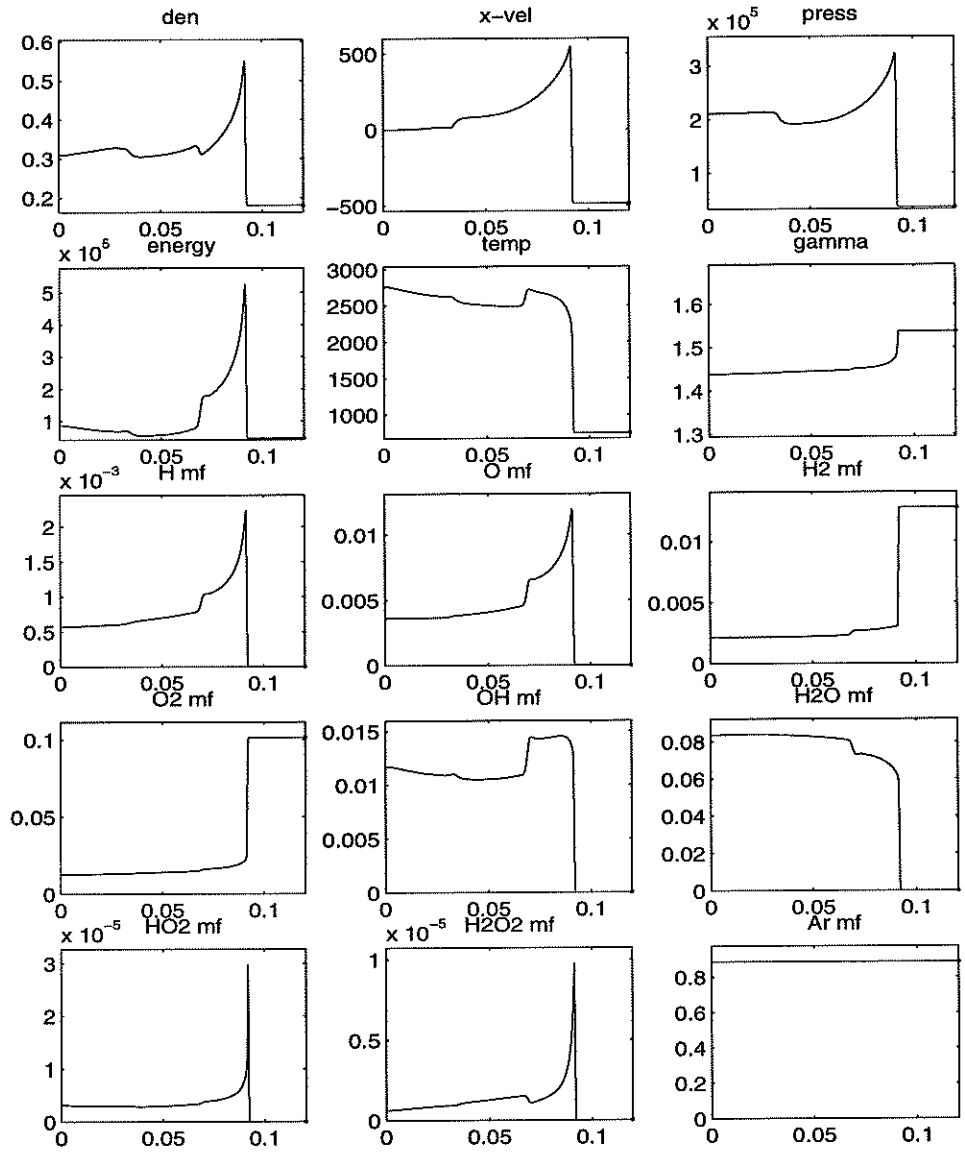 den
0.6
0.5
0.4
0.3
0.2
0 0.05 0.1
x−vel
500
0
−500
0 0.05 0.1
press
x 10^5
3
2
1
0 0.05 0.1
energy
x 10^5
5
4
3
2
1
0 0.05 0.1
temp
3000
2500
2000
1500
1000
0 0.05 0.1
gamma
1.6
1.5
1.4
1.3
0 0.05 0.1
H mf
x 10^−3
2
1.5
1
0.5
0
0 0.05 0.1
O mf
0.01
0.005
0
0 0.05 0.1
H2 mf
0.01
0.005
0
0 0.05 0.1
O2 mf
0.1
0.05
0
0 0.05 0.1
OH mf
0.015
0.01
0.005
0
0 0.05 0.1
H2O mf
0.08
0.06
0.04
0.02
0
0 0.05 0.1
HO2 mf
x 10^−5
3
2
1
0
0 0.05 0.1
H2O2 mf
x 10^−5
1
0.5
0
0 0.05 0.1
Ar mf
0.8
0.6
0.4
0.2
0
0 0.05 0.1